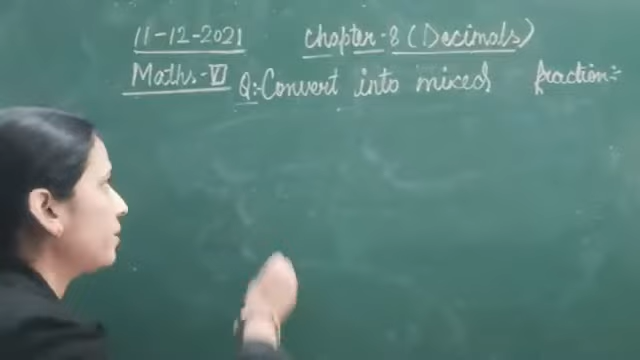 11-12-2021 Chapter-8 (Decimals)
Maths-VI Q:-Convert into mixed fraction:-